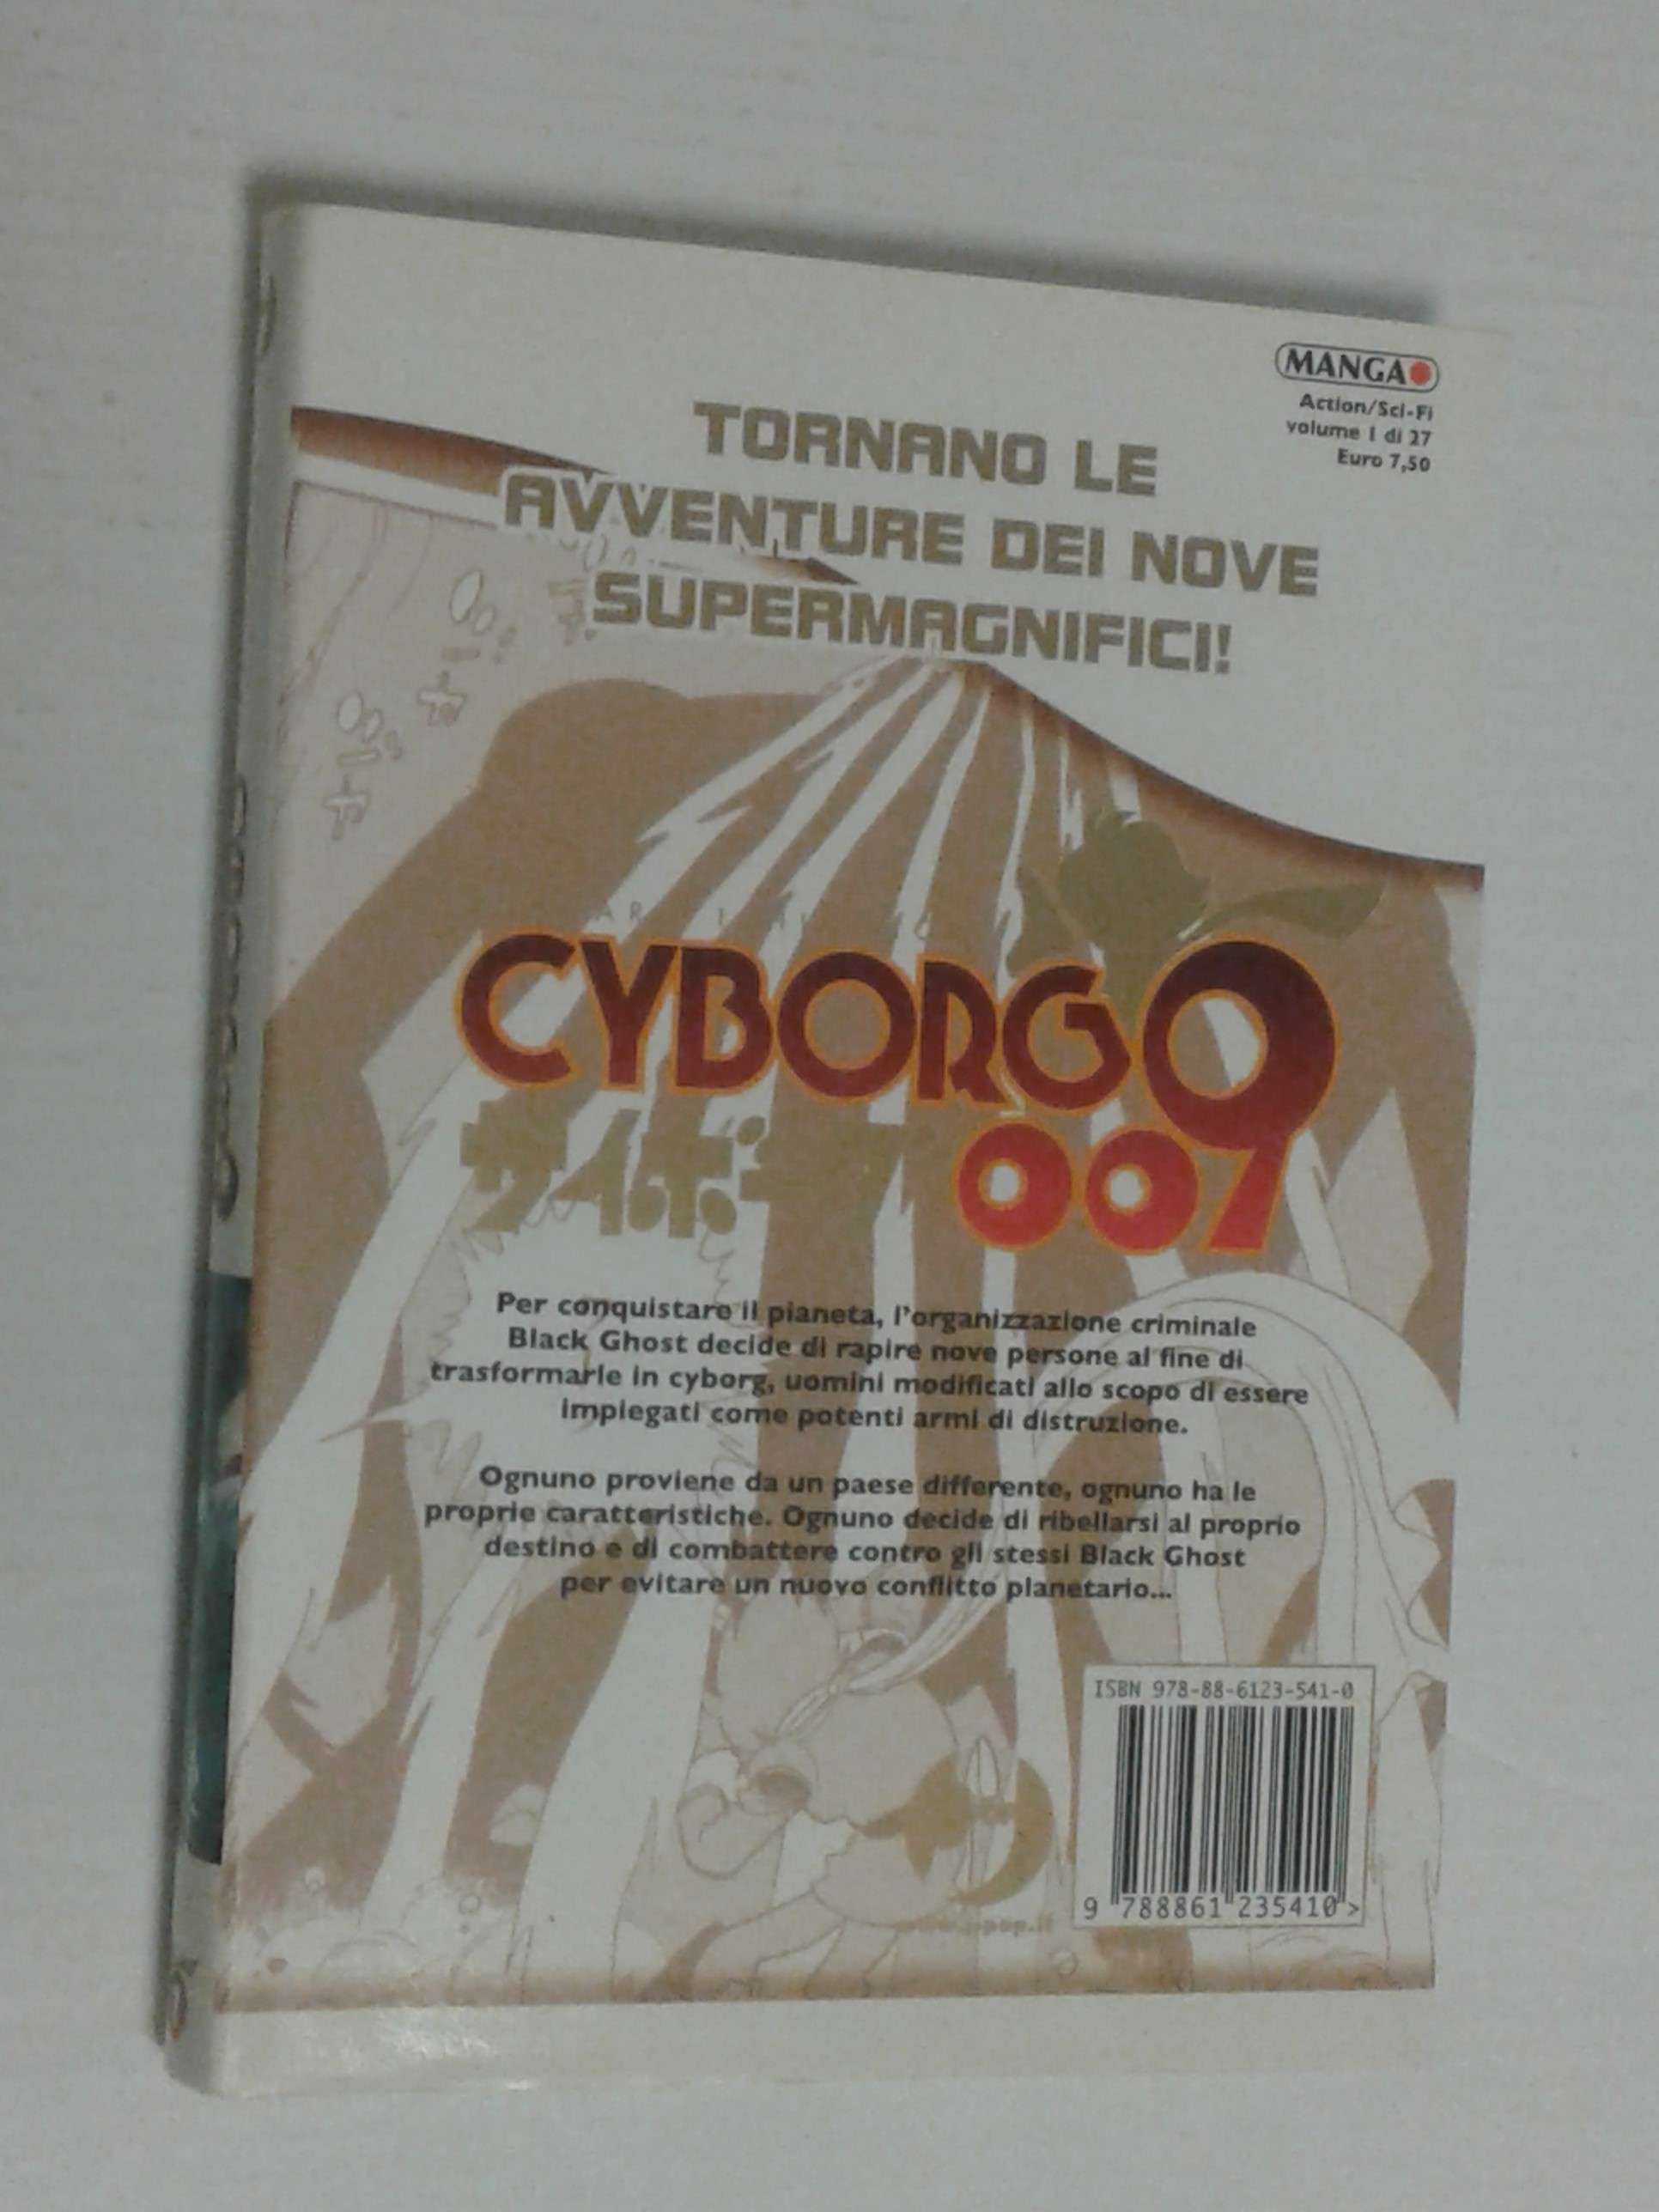 MANGA
Action/Sci-Fi
volume 1 di 27
Euro 7,50
TORNANO LE
AVVENTURE DEI NOVE
SUPERMAGNIFICI!
CYBORG
009
Per conquistare il pianeta, l'organizzazione criminale
Black Ghost decide di rapire nove persone al fine di
trasformarle in cyborg, uomini modificati allo scopo di essere
impiegati come potenti armi di distruzione.
Ognuno proviene da un paese differente, ognuno ha le
proprie caratteristiche. Ognuno decide di ribellarsi al proprio
destino e di combattere contro gli stessi Black Ghost
per evitare un nuovo conflitto planetario...
ISBN 978-88-6123-541-0
9 788861 235410 >